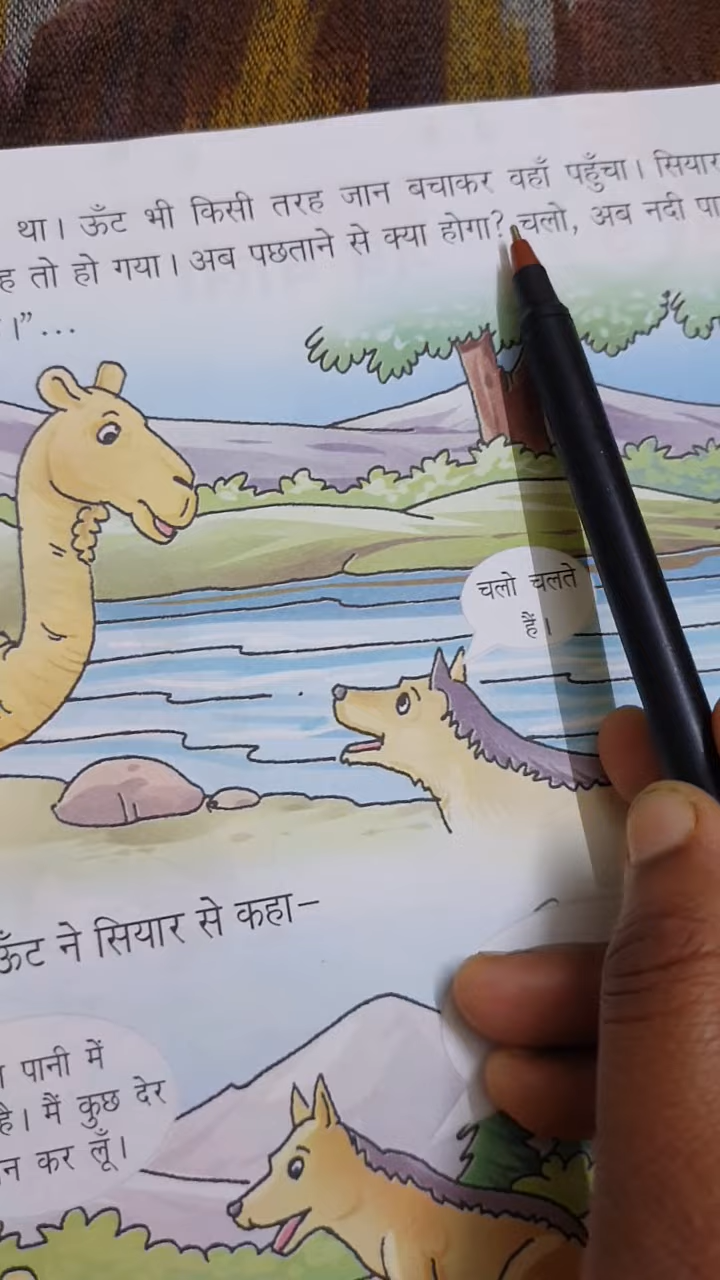 था। ऊँट भी किसी तरह जान बचाकर वहाँ पहुँचा। सियार
तो हो गया। अब पछताने से क्या होगा? चलो, अब नदी
।”...
चलो चलते
हैं।
ऊँट ने सियार से कहा–
पानी में
है। मैं कुछ देर
कर लूँ।